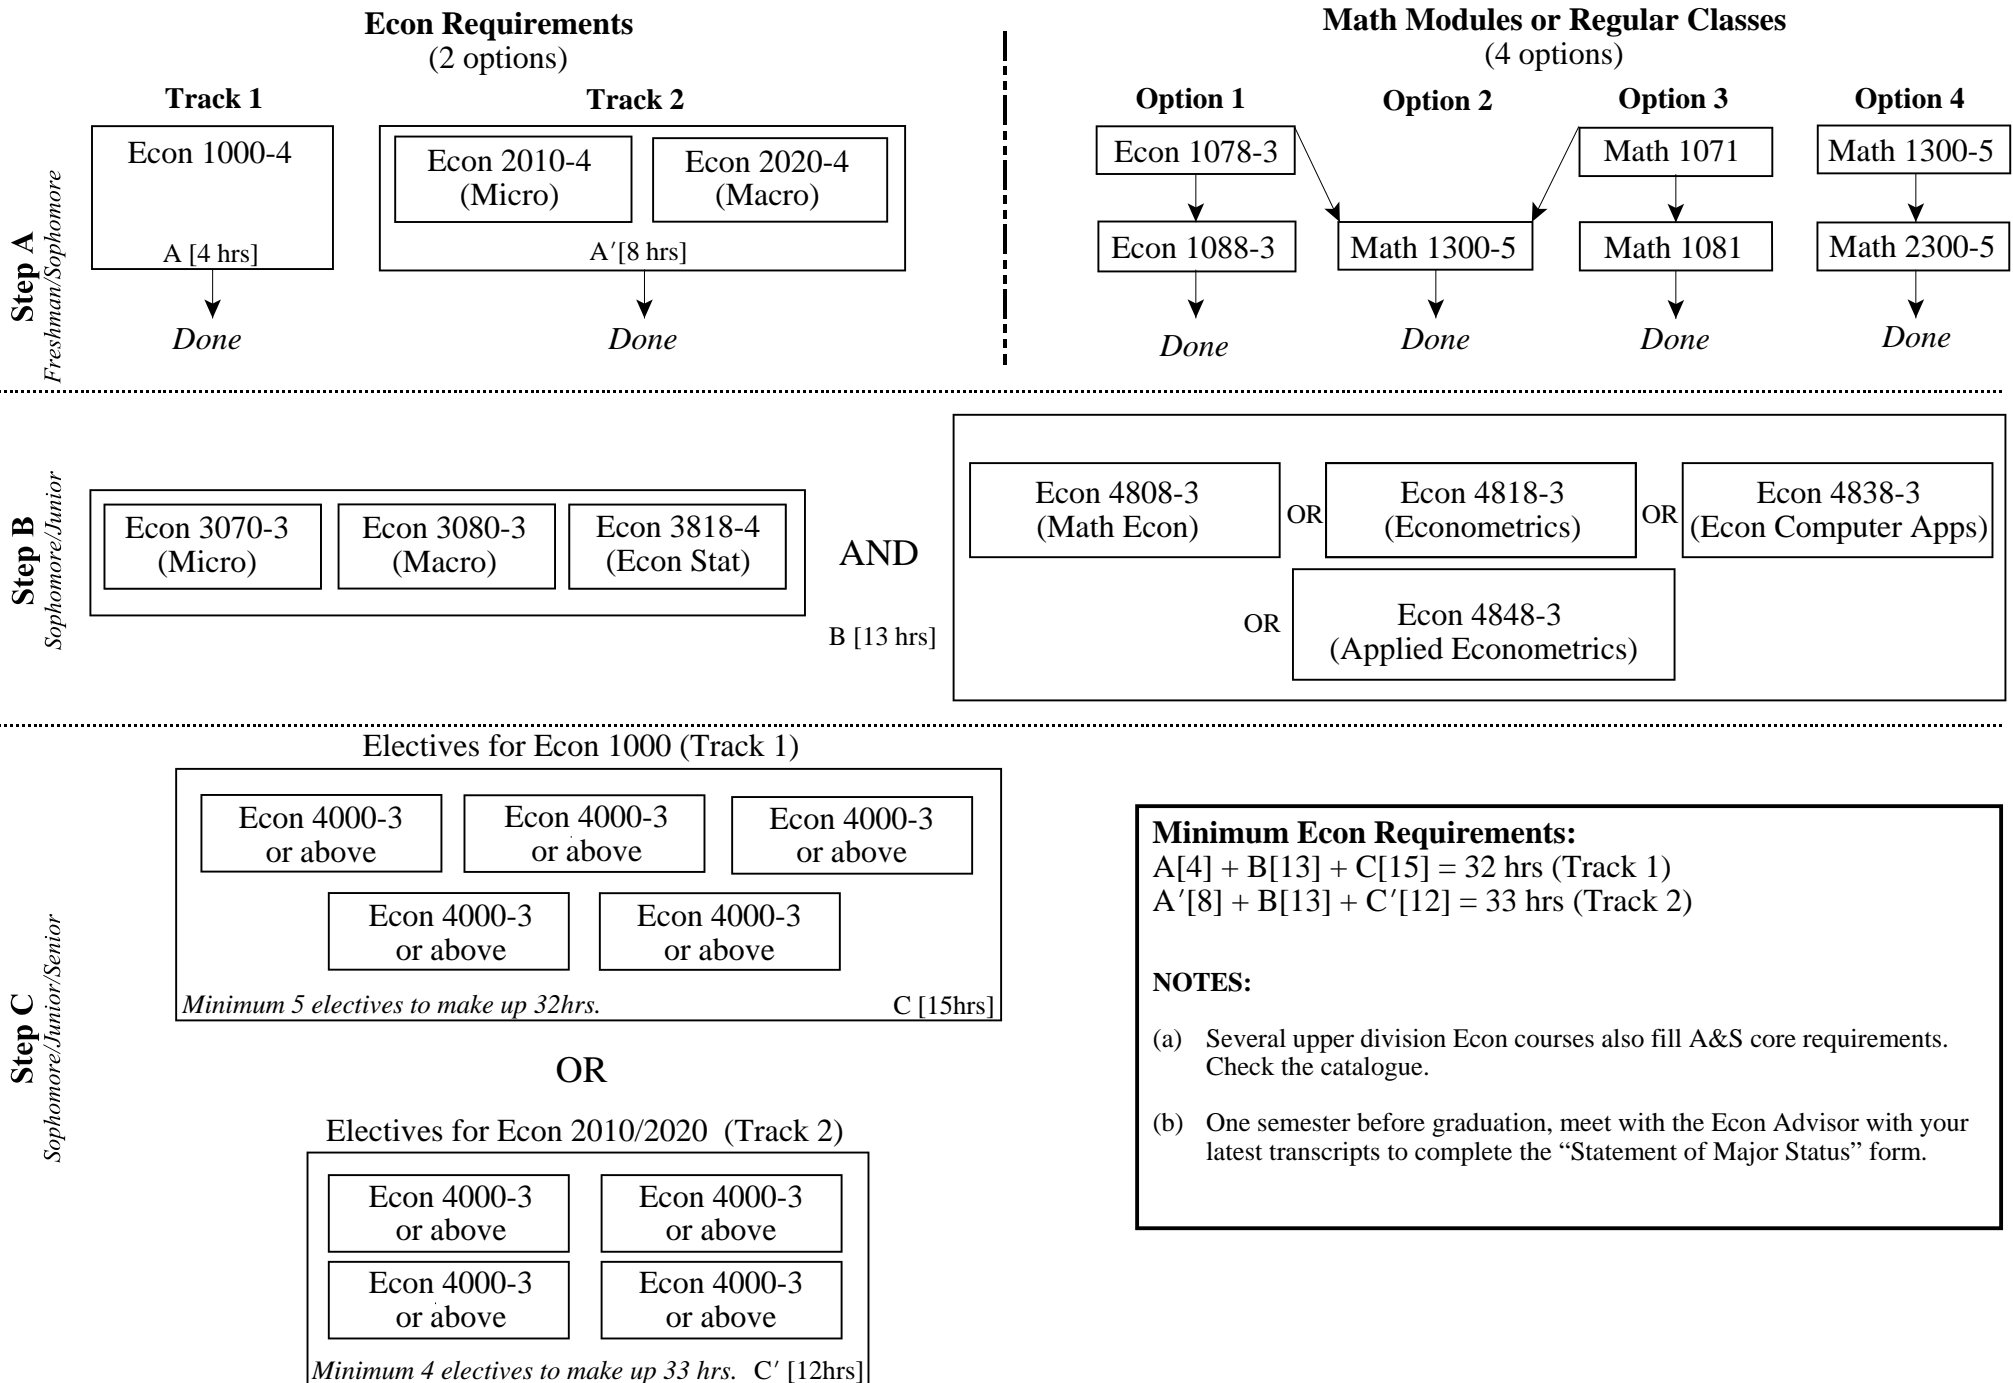 Econ Requirements
(2 options)
Math Modules or Regular Classes
(4 options)
Step A
Freshman/Sophomore
Track 1
Econ 1000-4
A [4 hrs]
Done
Track 2
Econ 2010-4
(Micro)
Econ 2020-4
(Macro)
A′[8 hrs]
Done
Option 1
Econ 1078-3
Econ 1088-3
Done
Option 2
Math 1300-5
Done
Option 3
Math 1071
Math 1081
Done
Option 4
Math 1300-5
Math 2300-5
Done
Step B
Sophomore/Junior
Econ 3070-3
(Micro)
Econ 3080-3
(Macro)
Econ 3818-4
(Econ Stat)
AND
B [13 hrs]
Econ 4808-3
(Math Econ)
OR
Econ 4818-3
(Econometrics)
OR
Econ 4838-3
(Econ Computer Apps)
OR
Econ 4848-3
(Applied Econometrics)
Step C
Sophomore/Junior/Senior
Electives for Econ 1000 (Track 1)
Econ 4000-3
or above
Econ 4000-3
or above
Econ 4000-3
or above
Econ 4000-3
or above
Econ 4000-3
or above
Minimum 5 electives to make up 32hrs.
C [15hrs]
OR
Electives for Econ 2010/2020 (Track 2)
Econ 4000-3
or above
Econ 4000-3
or above
Econ 4000-3
or above
Econ 4000-3
or above
Minimum 4 electives to make up 33 hrs.
C′ [12hrs]
Minimum Econ Requirements:
A[4] + B[13] + C[15] = 32 hrs (Track 1)
A′[8] + B[13] + C′[12] = 33 hrs (Track 2)
NOTES:
(a) Several upper division Econ courses also fill A&S core requirements.
Check the catalogue.
(b) One semester before graduation, meet with the Econ Advisor with your
latest transcripts to complete the “Statement of Major Status” form.